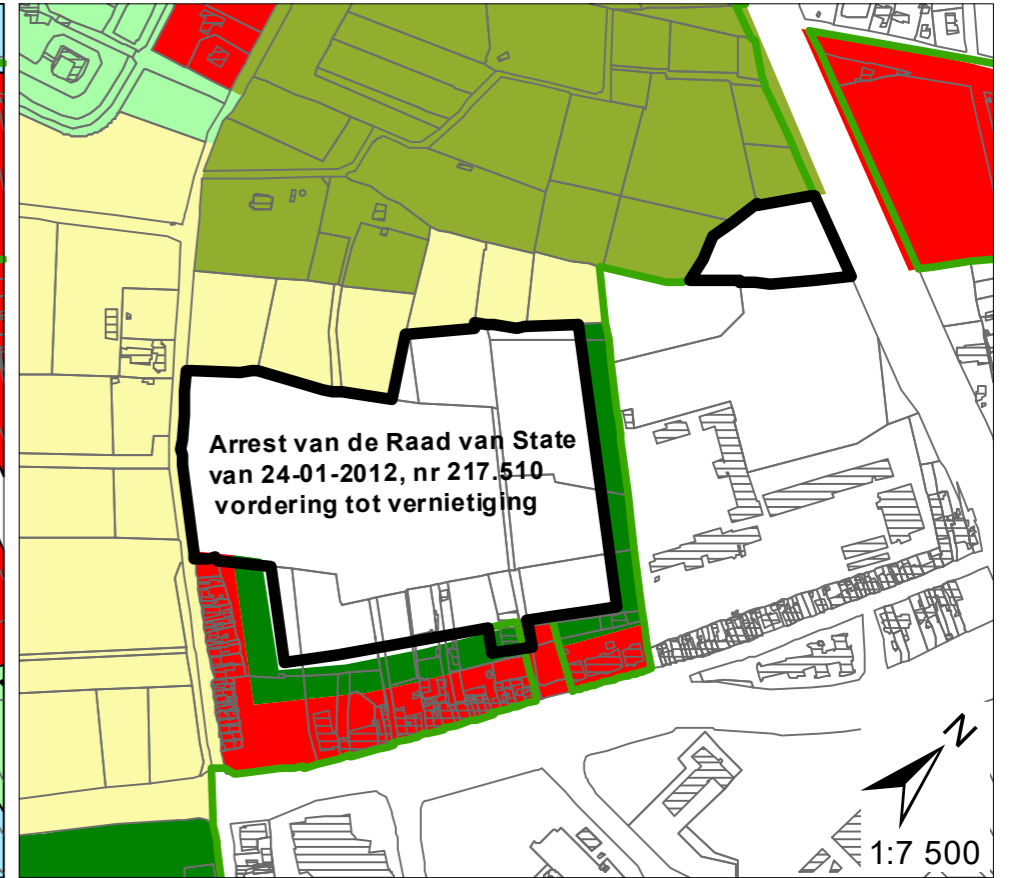 Arrest van de Raad van State
van 24-01-2012, nr 217.510
vordering tot vernietiging
N
1:7 500